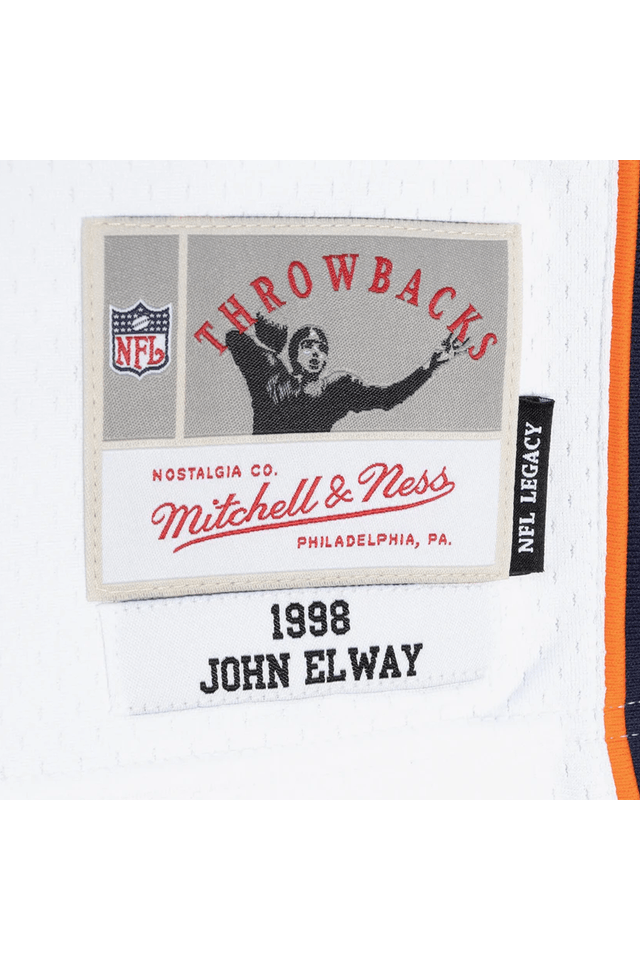 THROWBACKS
NFL
NOSTALGIA CO.
Mitchell & Ness
PHILADELPHIA, PA.
NFL LEGACY
1998
JOHN ELWAY